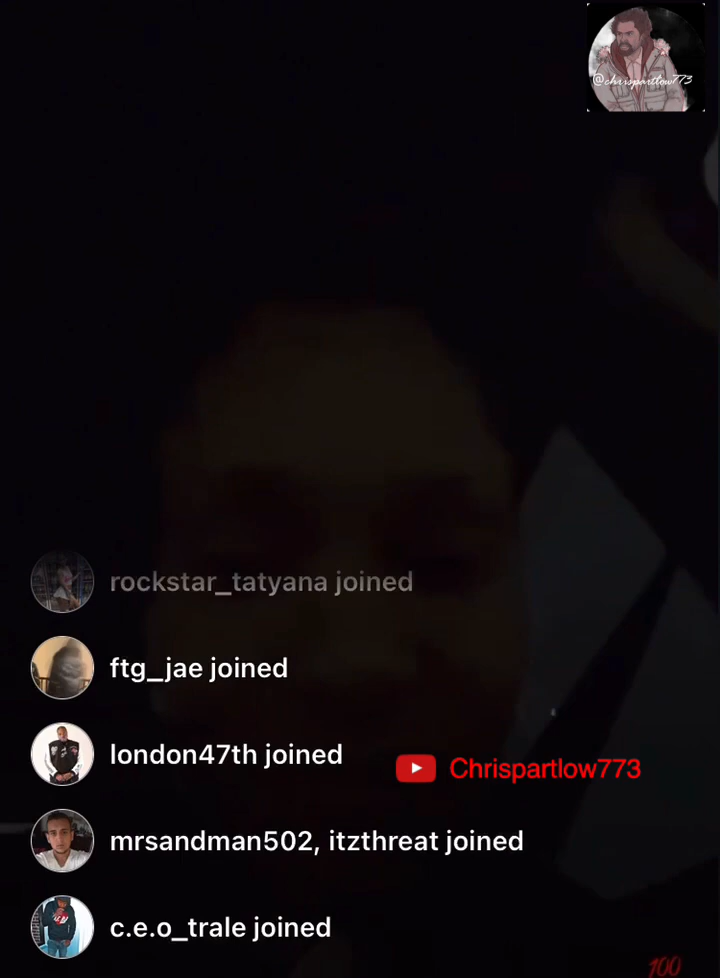 @chrispartlow773
rockstar_tatyana joined
ftg_jae joined
london47th joined
Chrispartlow773
mrsandman502, itzthreat joined
c.e.o_trale joined
100